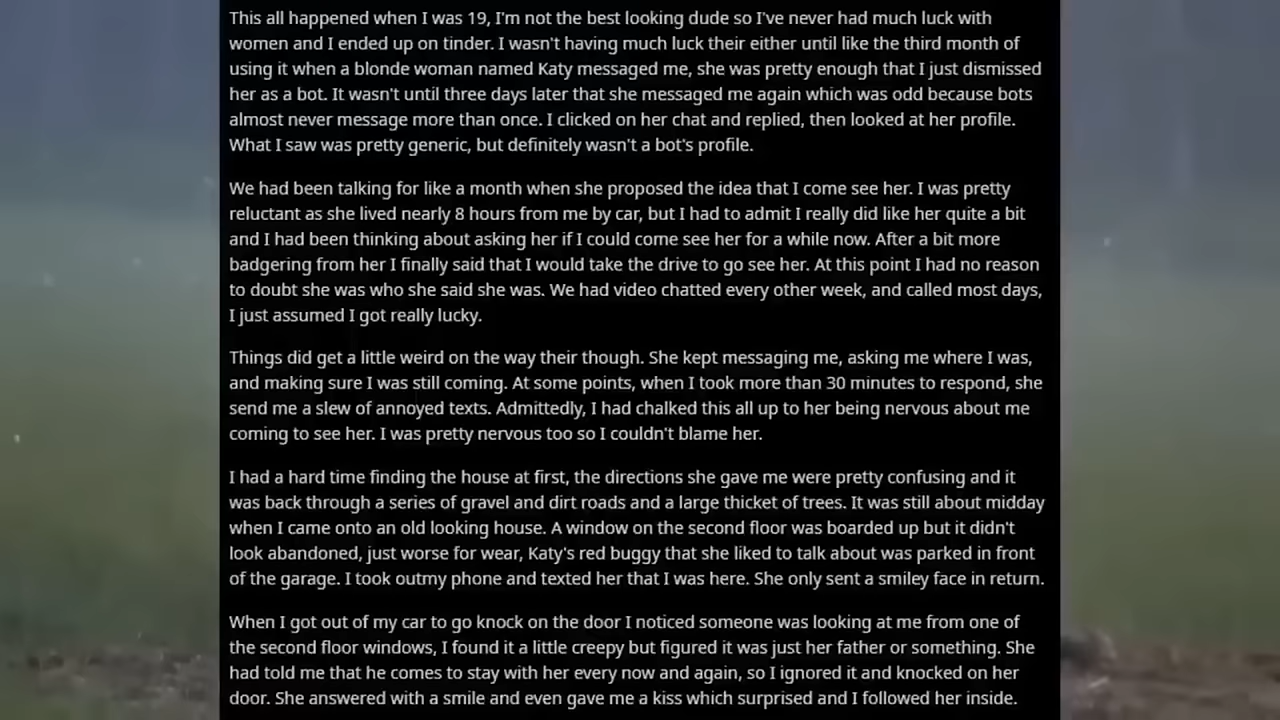 This all happened when I was 19, I'm not the best looking dude so I've never had much luck with
women and I ended up on tinder. I wasn't having much luck their either until like the third month of
using it when a blonde woman named Katy messaged me, she was pretty enough that I just dismissed
her as a bot. It wasn't until three days later that she messaged me again which was odd because bots
almost never message more than once. I clicked on her chat and replied, then looked at her profile.
What I saw was pretty generic, but definitely wasn't a bot's profile.
We had been talking for like a month when she proposed the idea that I come see her. I was pretty
reluctant as she lived nearly 8 hours from me by car, but I had to admit I really did like her quite a bit
and I had been thinking about asking her if I could come see her for a while now. After a bit more
badgering from her I finally said that I would take the drive to go see her. At this point I had no reason
to doubt she was who she said she was. We had video chatted every other week, and called most days,
I just assumed I got really lucky.
Things did get a little weird on the way their though. She kept messaging me, asking me where I was,
and making sure I was still coming. At some points, when I took more than 30 minutes to respond, she
send me a slew of annoyed texts. Admittedly, I had chalked this all up to her being nervous about me
coming to see her. I was pretty nervous too so I couldn't blame her.
I had a hard time finding the house at first, the directions she gave me were pretty confusing and it
was back through a series of gravel and dirt roads and a large thicket of trees. It was still about midday
when I came onto an old looking house. A window on the second floor was boarded up but it didn't
look abandoned, just worse for wear, Katy's red buggy that she liked to talk about was parked in front
of the garage. I took outmy phone and texted her that I was here. She only sent a smiley face in return.
When I got out of my car to go knock on the door I noticed someone was looking at me from one of
the second floor windows, I found it a little creepy but figured it was just her father or something. She
had told me that he comes to stay with her every now and again, so I ignored it and knocked on her
door. She answered with a smile and even gave me a kiss which surprised and I followed her inside.